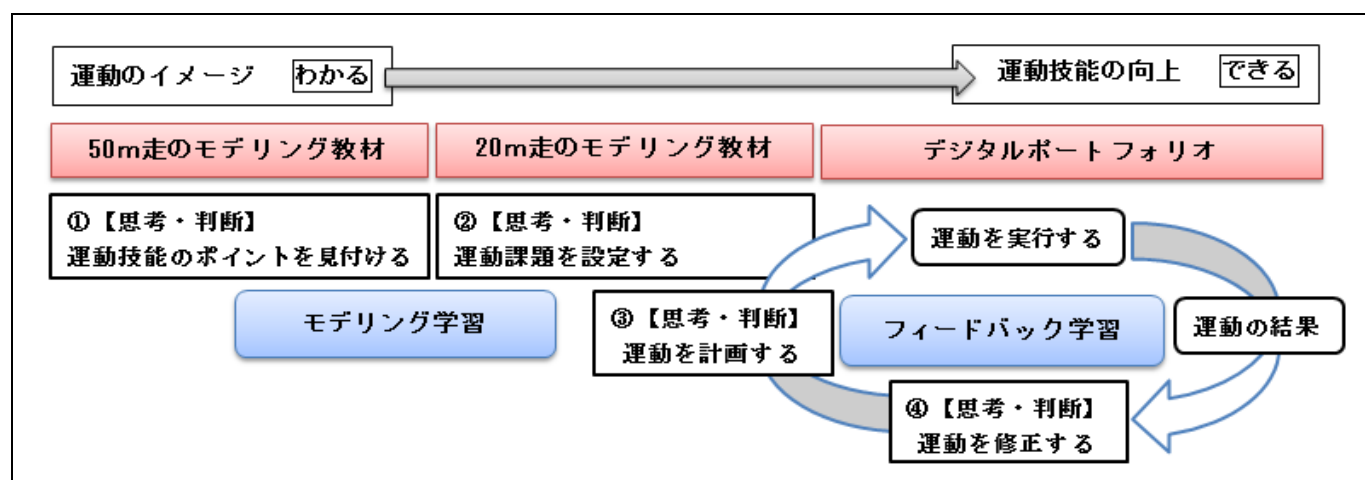 運動のイメージ わかる
運動技能の向上 できる
50m走のモデリング教材
20m走のモデリング教材
デジタルポートフォリオ
①【思考・判断】
運動技能のポイントを見付ける
②【思考・判断】
運動課題を設定する
モデリング学習
③【思考・判断】
運動を計画する
運動を実行する
フィードバック学習
運動の結果
④【思考・判断】
運動を修正する